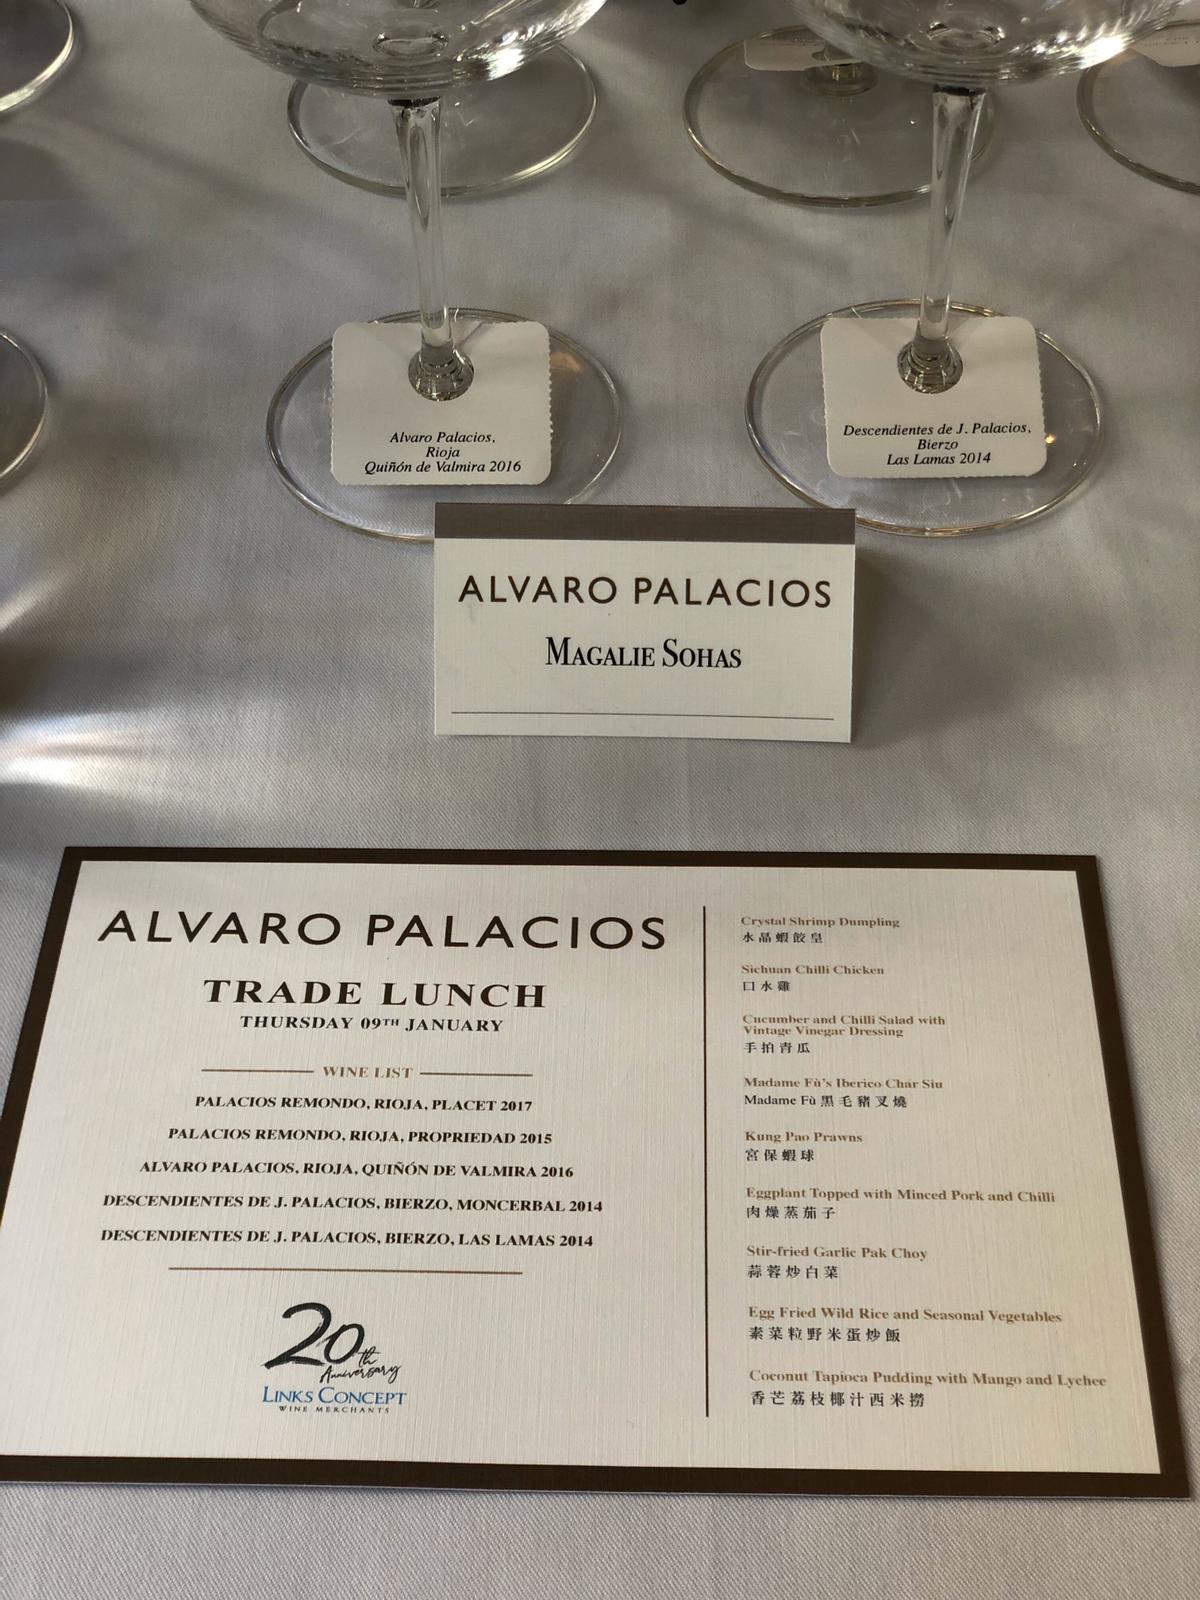 Alvaro Palacios,
Rioja
Quiñón de Valmira 2016
Descendientes de J. Palacios,
Bierzo
Las Lamas 2014
ALVARO PALACIOS
MAGALIE SOHAS
ALVARO PALACIOS
TRADE LUNCH
THURSDAY 09TH JANUARY
WINE LIST
PALACIOS REMONDO, RIOJA, PLACET 2017
PALACIOS REMONDO, RIOJA, PROPRIEDAD 2015
ALVARO PALACIOS, RIOJA, QUIÑÓN DE VALMIRA 2016
DESCENDIENTES DE J. PALACIOS, BIERZO, MONCERBAL 2014
DESCENDIENTES DE J. PALACIOS, BIERZO, LAS LAMAS 2014
20th
Anniversary
LINKS CONCEPT
WINE MERCHANTS
Crystal Shrimp Dumpling
水晶蝦餃皇
Sichuan Chilli Chicken
口水雞
Cucumber and Chilli Salad with
Vintage Vinegar Dressing
手拍青瓜
Madame Fù's Iberico Char Siu
Madame Fù 黑毛豬叉燒
Kung Pao Prawns
宮保蝦球
Eggplant Topped with Minced Pork and Chilli
肉燥蒸茄子
Stir-fried Garlic Pak Choy
蒜蓉炒白菜
Egg Fried Wild Rice and Seasonal Vegetables
素菜粒野米蛋炒飯
Coconut Tapioca Pudding with Mango and Lychee
香芒荔枝椰汁西米撈